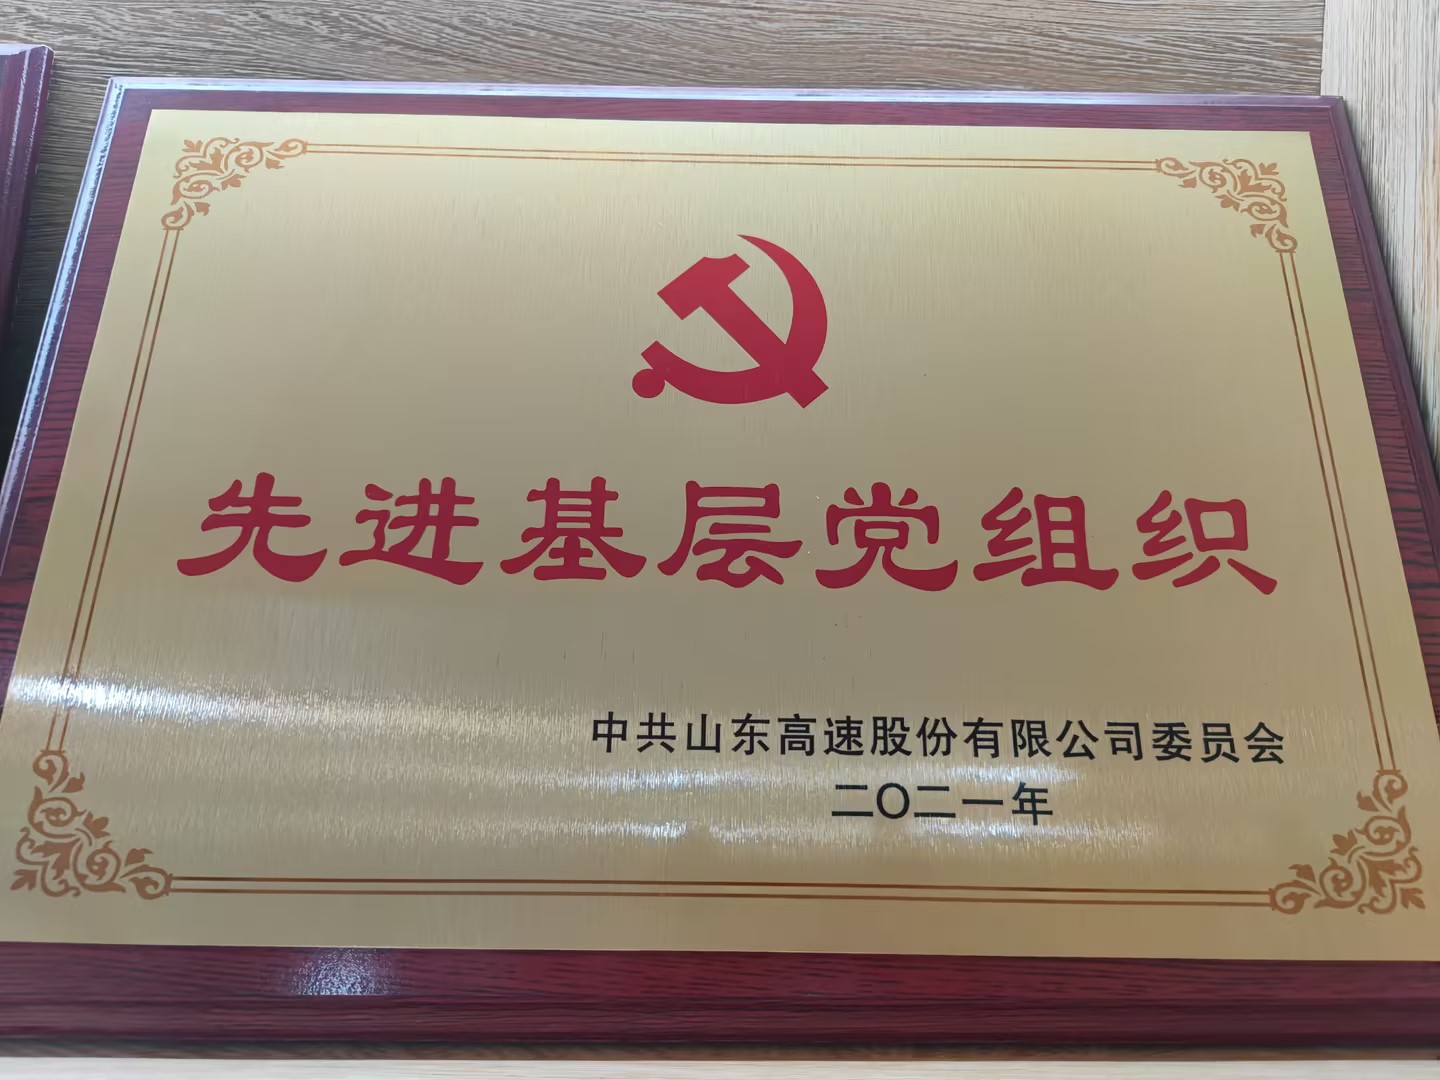 先进基层党组织
中共山东高速股份有限公司委员会
二〇二一年